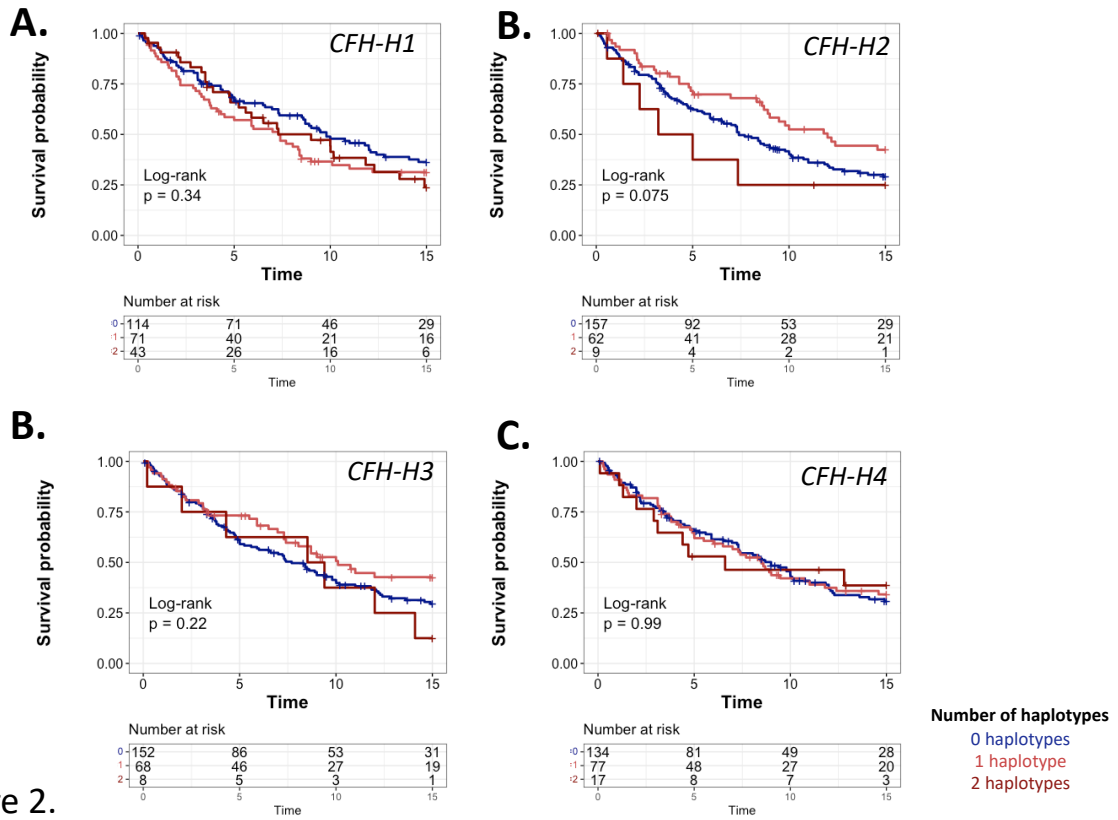 A.
CFH-H1
Survival probability
1.00
0.75
0.50
0.25
0.00
Log-rank
p = 0.34
0 5 10 15
Time
Number at risk
0 114 71 46 29
1 71 40 21 16
2 43 26 16 6
0 5 10 15
Time
B.
CFH-H2
Survival probability
1.00
0.75
0.50
0.25
0.00
Log-rank
p = 0.075
0 5 10 15
Time
Number at risk
0 157 92 53 29
1 62 41 28 21
2 9 4 2 1
0 5 10 15
Time
B.
CFH-H3
Survival probability
1.00
0.75
0.50
0.25
0.00
Log-rank
p = 0.22
0 5 10 15
Time
Number at risk
0 152 86 53 31
1 68 46 27 19
2 8 5 3 1
0 5 10 15
Time
C.
CFH-H4
Survival probability
1.00
0.75
0.50
0.25
0.00
Log-rank
p = 0.99
0 5 10 15
Time
Number at risk
=0 134 81 49 28
=1 77 48 27 20
=2 17 8 7 3
0 5 10 15
Time
Number of haplotypes
0 haplotypes
1 haplotype
2 haplotypes
e 2.